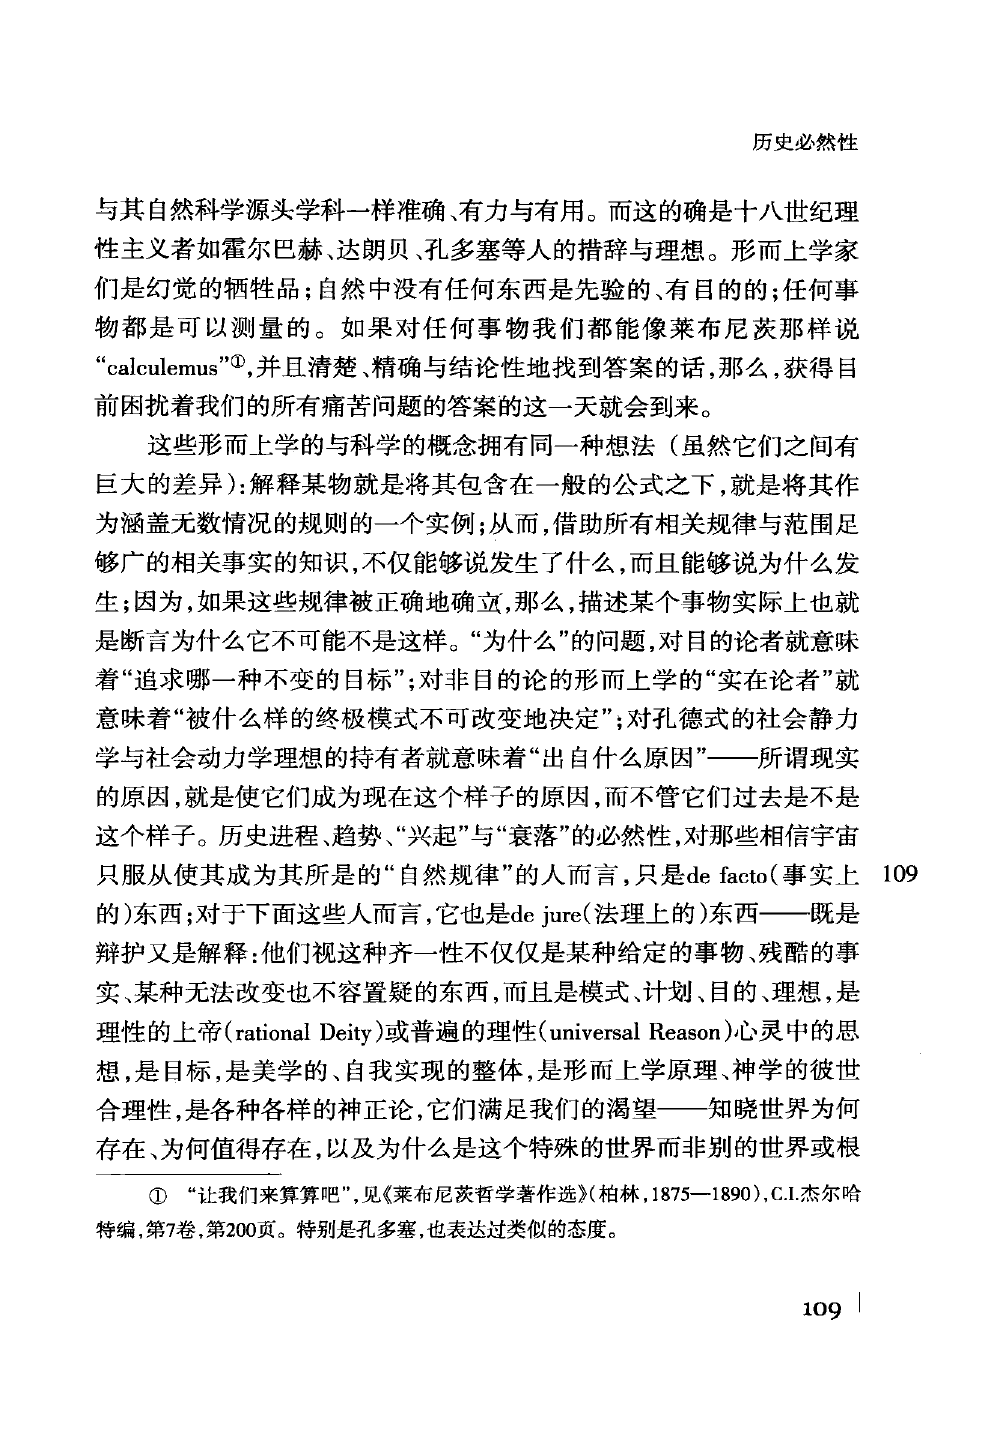 历史必然性
与其自然科学源头学科一样准确、有力与有用。而这的确是十八世纪理
性主义者如霍尔巴赫、达朗贝、孔多塞等人的措辞与理想。形而上学家
们是幻觉的牺牲品；自然中没有任何东西是先验的、有目的的；任何事
物都是可以测量的。如果对任何事物我们都能像莱布尼茨那样说
“calculemus”①，并且清楚、精确与结论性地找到答案的话，那么，获得目
前困扰着我们的所有痛苦问题的答案的这一天就会到来。
这些形而上学的与科学的概念拥有同一种想法（虽然它们之间有
巨大的差异）：解释某物就是将其包含在一般的公式之下，就是将其作
为涵盖无数情况的规则的一个实例；从而，借助所有相关规律与范围足
够广的相关事实的知识，不仅能够说发生了什么，而且能够说为什么发
生；因为，如果这些规律被正确地确立，那么，描述某个事物实际上也就
是断言为什么它不可能不是这样。“为什么”的问题，对目的论者就意味
着“追求哪一种不变的目标”；对非目的论的形而上学的“实在论者”就
意味着“被什么样的终极模式不可改变地决定”；对孔德式的社会静力
学与社会动力学理想的持有者就意味着“出自什么原因”——所谓现实
的原因，就是使它们成为现在这个样子的原因，而不管它们过去是不是
这个样子。历史进程、趋势、“兴起”与“衰落”的必然性，对那些相信宇宙
只服从使其成为其所是的“自然规律”的人而言，只是de facto（事实上 109
的）东西；对于下面这些人而言，它也是de jure（法理上的）东西——既是
辩护又是解释：他们视这种齐一性不仅仅是某种给定的事物、残酷的事
实、某种无法改变也不容置疑的东西，而且是模式、计划、目的、理想，是
理性的上帝（rational Deity）或普遍的理性（universal Reason）心灵中的思
想，是目标，是美学的、自我实现的整体，是形而上学原理、神学的彼世
合理性，是各种各样的神正论，它们满足我们的渴望——知晓世界为何
存在、为何值得存在，以及为什么是这个特殊的世界而非别的世界或根
① “让我们来算算吧”，见《莱布尼茨哲学著作选》（柏林，1875—1890），C.I.杰尔哈
特编，第7卷，第200页。特别是孔多塞，也表达过类似的态度。
109